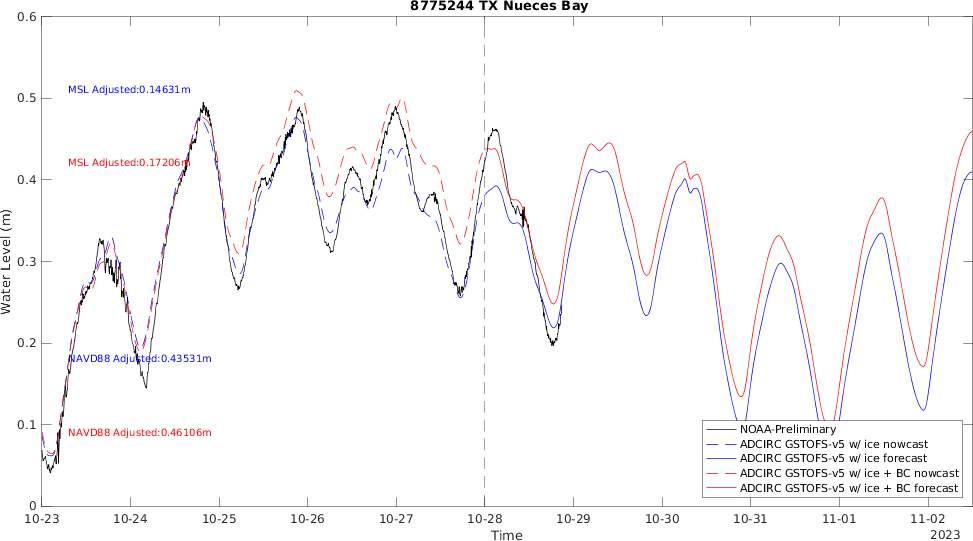 8775244 TX Nueces Bay
0.6
0.5
0.4
0.3
0.2
0.1
0
Water Level (m)
MSL Adjusted:0.14631m
MSL Adjusted:0.17206m
NAVD88 Adjusted:0.43531m
NAVD88 Adjusted:0.46106m
NOAA-Preliminary
ADCIRC GSTOFS-v5 w/ ice nowcast
ADCIRC GSTOFS-v5 w/ ice forecast
ADCIRC GSTOFS-v5 w/ ice + BC nowcast
ADCIRC GSTOFS-v5 w/ ice + BC forecast
10-23 10-24 10-25 10-26 10-27 10-28 10-29 10-30 10-31 11-01 11-02
Time
2023